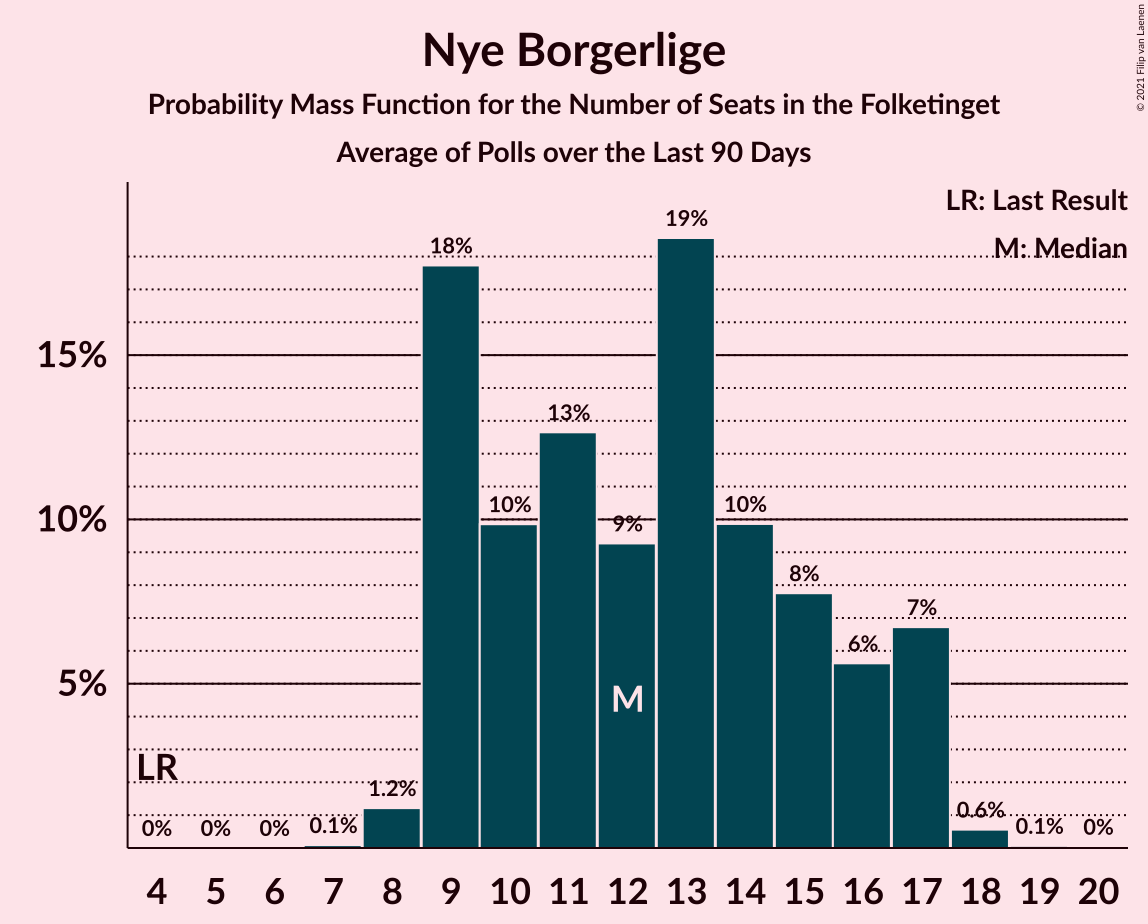 Nye Borgerlige
Probability Mass Function for the Number of Seats in the Folketinget
Average of Polls over the Last 90 Days
© 2021 Filip van Laenen
LR: Last Result
M: Median
19%
18%
15%
13%
10%
10%
10%
9%
8%
7%
6%
5%
M
LR
1.2%
0.6%
0% 0% 0% 0.1% 0.1% 0%
4 5 6 7 8 9 10 11 12 13 14 15 16 17 18 19 20